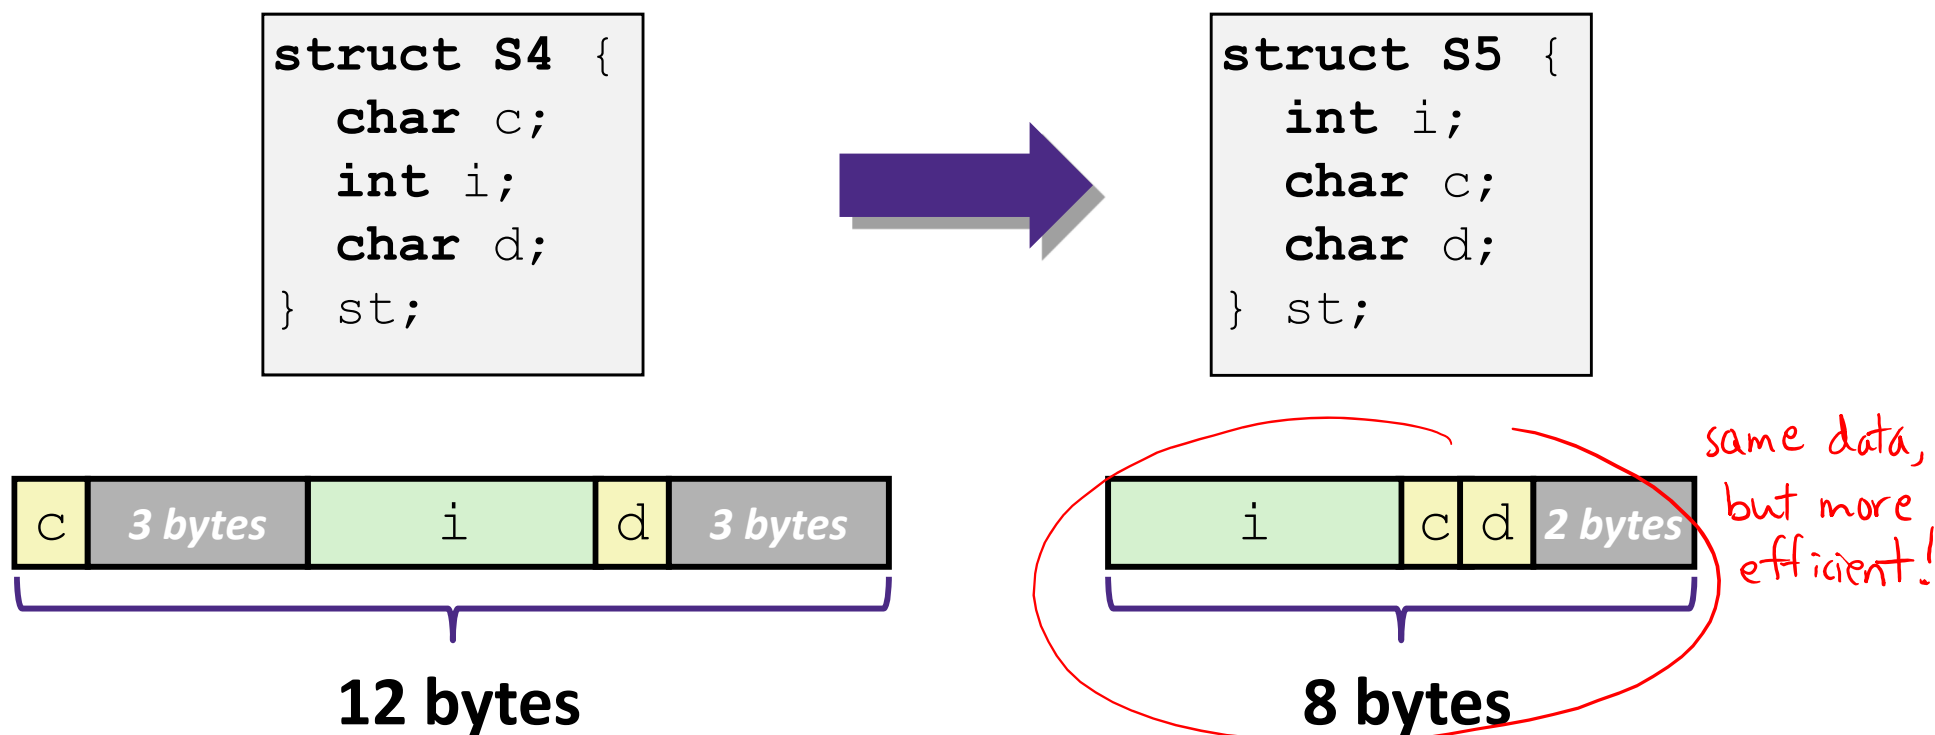 struct S4 {
char c;
int i;
char d;
} st;
struct S5 {
int i;
char c;
char d;
} st;
c 3 bytes i d 3 bytes
12 bytes
i c d 2 bytes
8 bytes
same data,
but more
efficient!